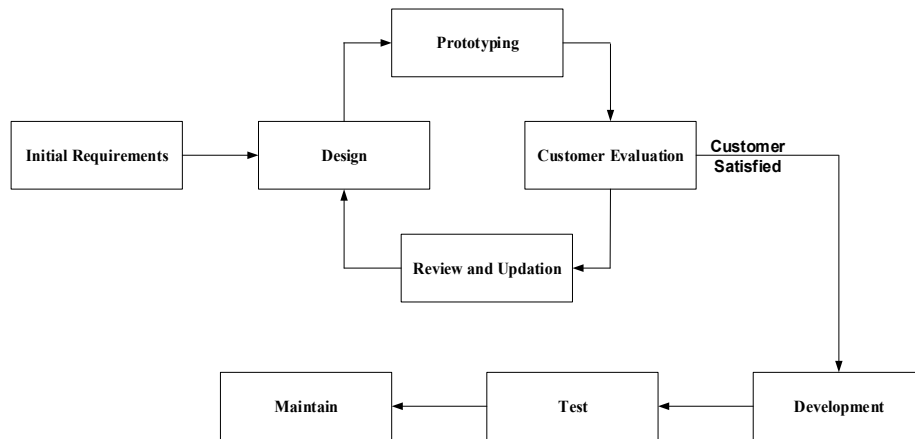 Prototyping
Initial Requirements
Design
Customer Evaluation
Customer
Satisfied
Review and Updation
Maintain
Test
Development